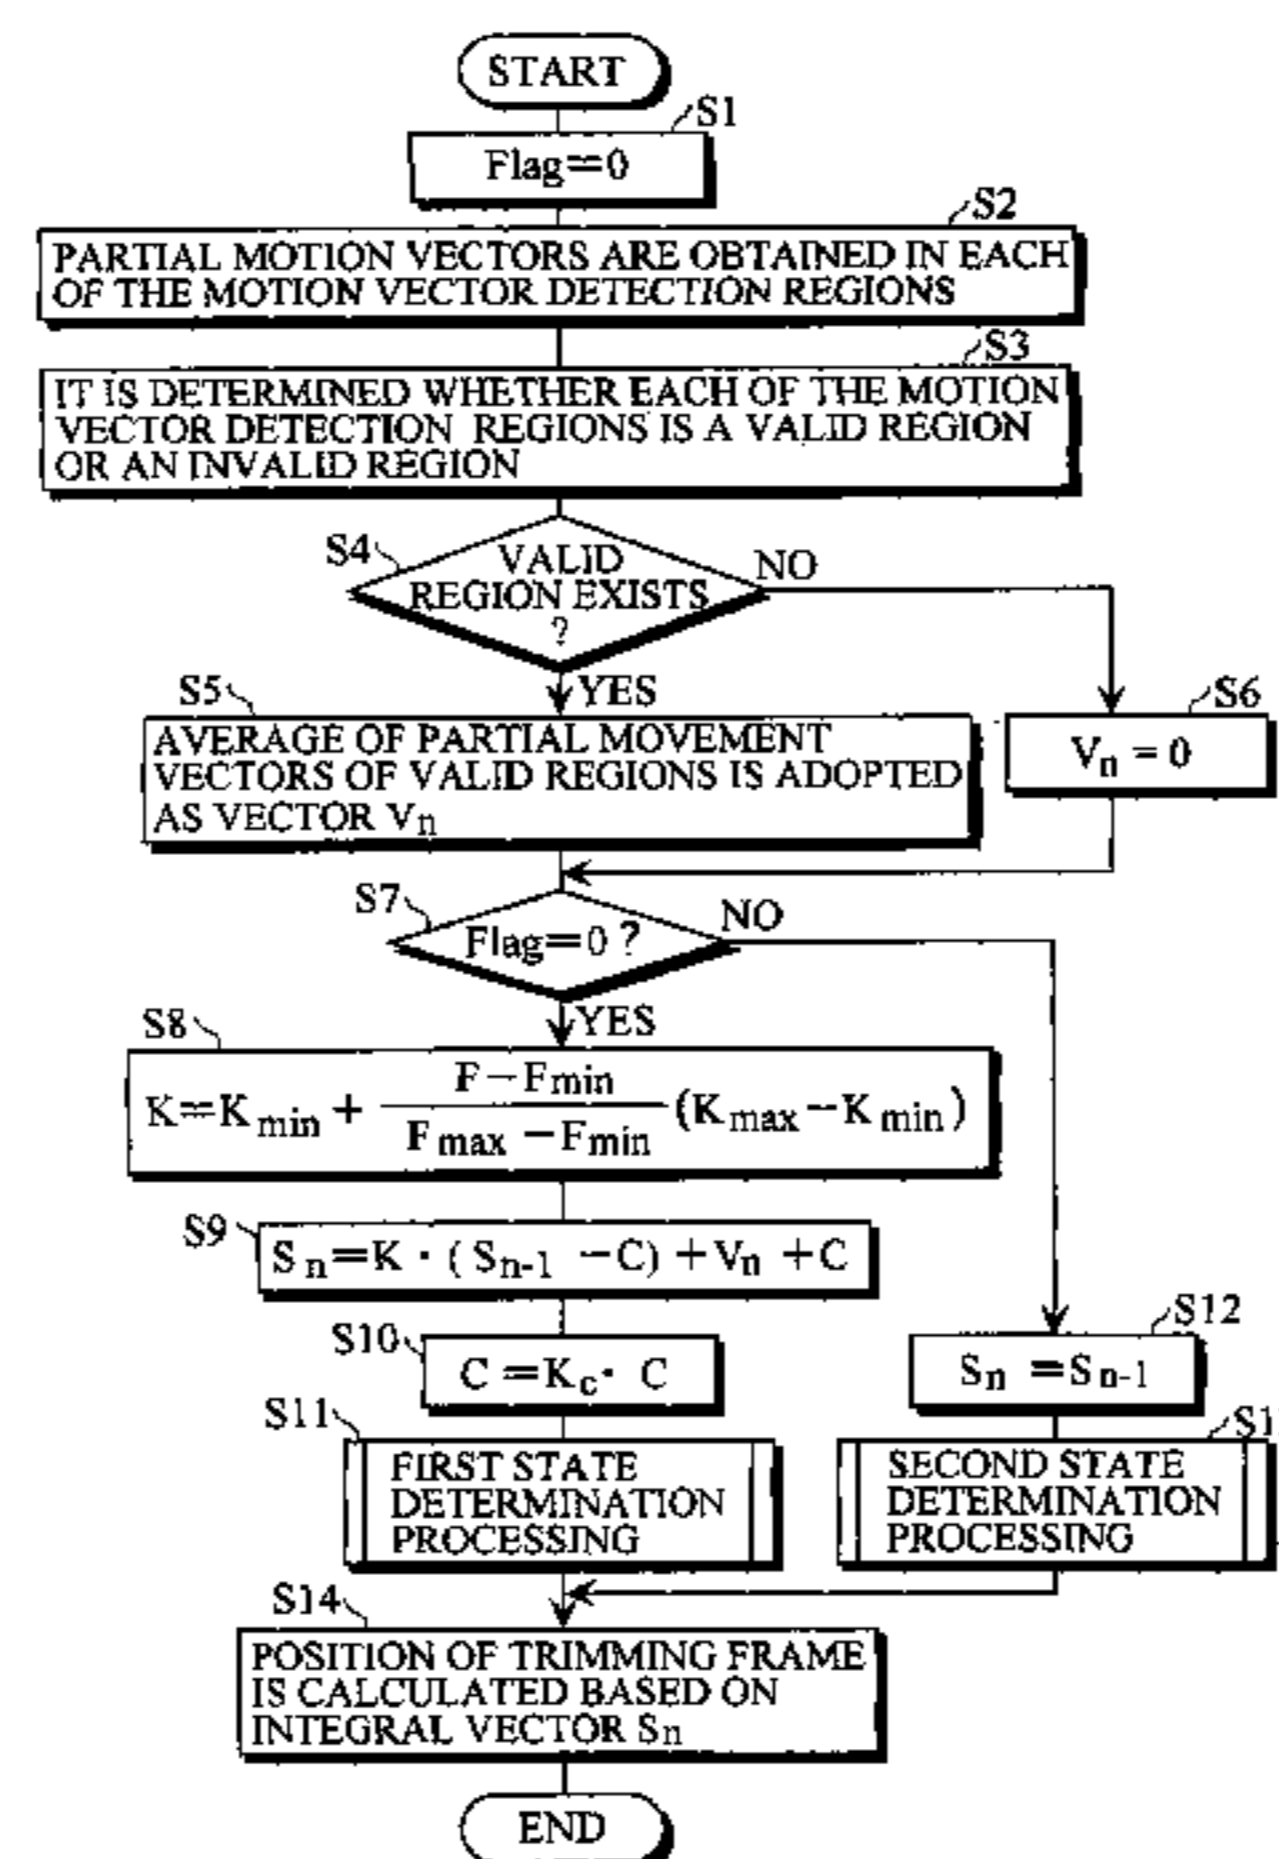 START
S1
Flag=0
S2
PARTIAL MOTION VECTORS ARE OBTAINED IN EACH
OF THE MOTION VECTOR DETECTION REGIONS
S3
IT IS DETERMINED WHETHER EACH OF THE MOTION
VECTOR DETECTION REGIONS IS A VALID REGION
OR AN INVALID REGION
S4
VALID
REGION EXISTS
?
NO
YES
S5
AVERAGE OF PARTIAL MOVEMENT
VECTORS OF VALID REGIONS IS ADOPTED
AS VECTOR Vn
S6
Vn = 0
S7
Flag=0 ?
NO
YES
S8
K=Kmin + (F−Fmin)/(Fmax −Fmin) (Kmax−Kmin)
S9
Sn=K・( Sn-1 −C) +Vn +C
S10
C =Kc・ C
S12
Sn =Sn-1
S11
FIRST STATE
DETERMINATION
PROCESSING
SECOND STATE
DETERMINATION
PROCESSING
S14
POSITION OF TRIMMING FRAME
IS CALCULATED BASED ON
INTEGRAL VECTOR Sn
END